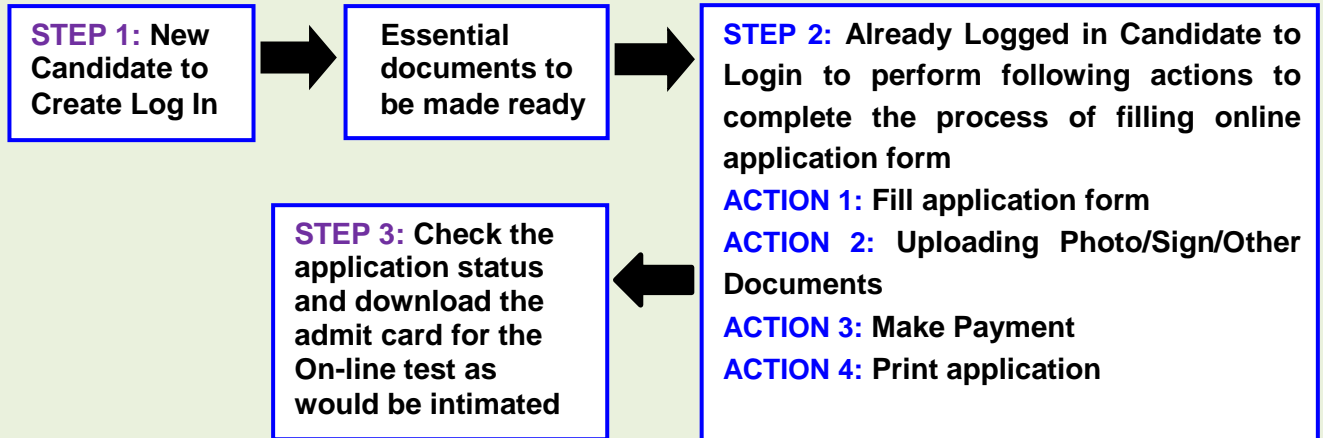 STEP 1: New
Candidate to
Create Log In
Essential
documents to
be made ready
STEP 2: Already Logged in Candidate to
Login to perform following actions to
complete the process of filling online
application form
ACTION 1: Fill application form
ACTION 2: Uploading Photo/Sign/Other
Documents
ACTION 3: Make Payment
ACTION 4: Print application
STEP 3: Check the
application status
and download the
admit card for the
On-line test as
would be intimated